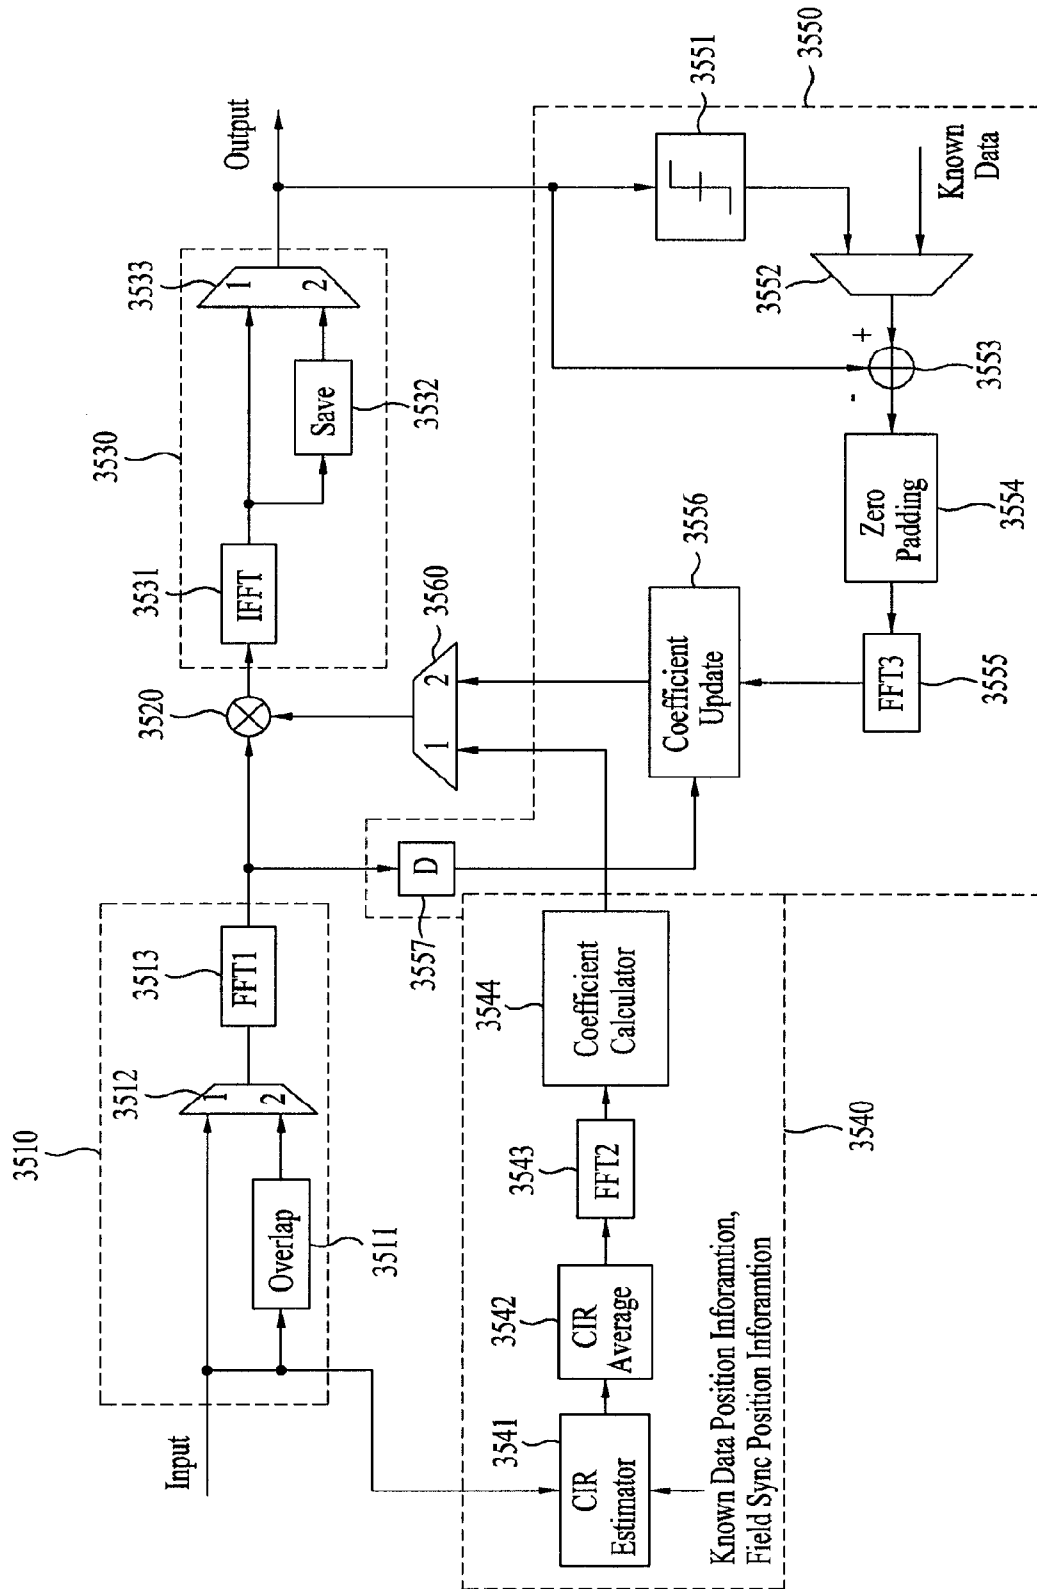 3510
3512
3513
1
FFT1
2
Overlap
3511
Input
3520
3530
3531
IFFT
3533
1
2
Save
3532
Output
3557
D
3560
1
2
3540
3541
CIR
Estimator
3542
CIR
Average
3543
FFT2
3544
Coefficient
Calculator
Known Data Position Inforamtion,
Field Sync Position Inforamtion
3550
3551
3552
Known
Data
+
-
3553
Zero
Padding
3554
FFT3
3555
3556
Coefficient
Update